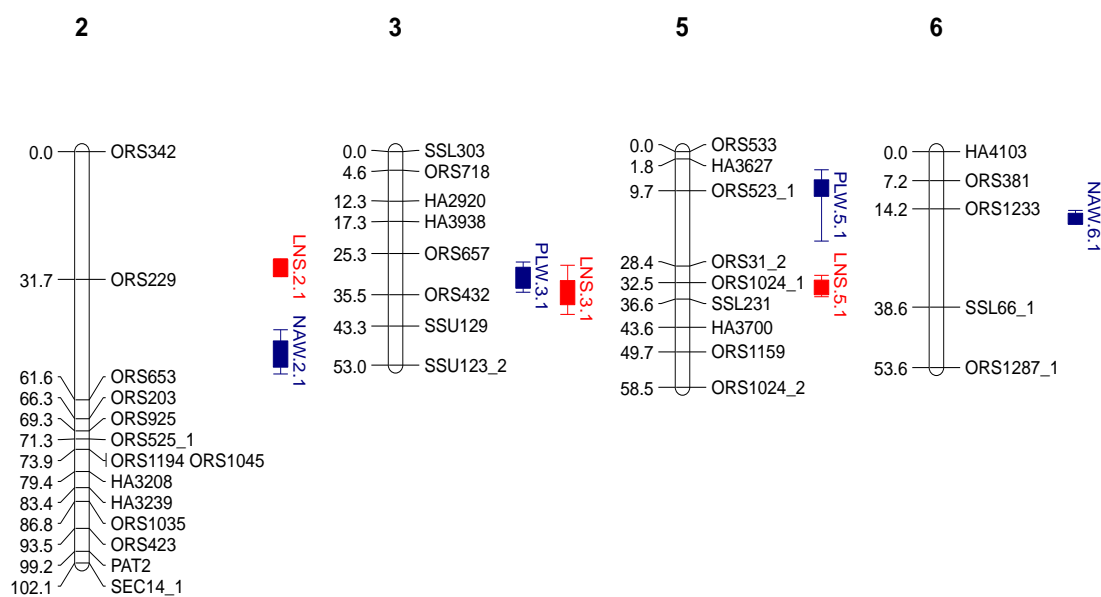 2
0.0 ORS342
31.7 ORS229
61.6 ORS653
66.3 ORS203
69.3 ORS925
71.3 ORS525_1
73.9 ORS1194 ORS1045
79.4 HA3208
83.4 HA3239
86.8 ORS1035
93.5 ORS423
99.2 PAT2
102.1 SEC14_1
LNS.2.1
NAW.2.1
3
0.0 SSL303
4.6 ORS718
12.3 HA2920
17.3 HA3938
25.3 ORS657
35.5 ORS432
43.3 SSU129
53.0 SSU123_2
PLW.3.1
LNS.3.1
5
0.0 ORS533
1.8 HA3627
9.7 ORS523_1
28.4 ORS31_2
32.5 ORS1024_1
36.6 SSL231
43.6 HA3700
49.7 ORS1159
58.5 ORS1024_2
PLW.5.1
LNS.5.1
6
0.0 HA4103
7.2 ORS381
14.2 ORS1233
38.6 SSL66_1
53.6 ORS1287_1
NAW.6.1